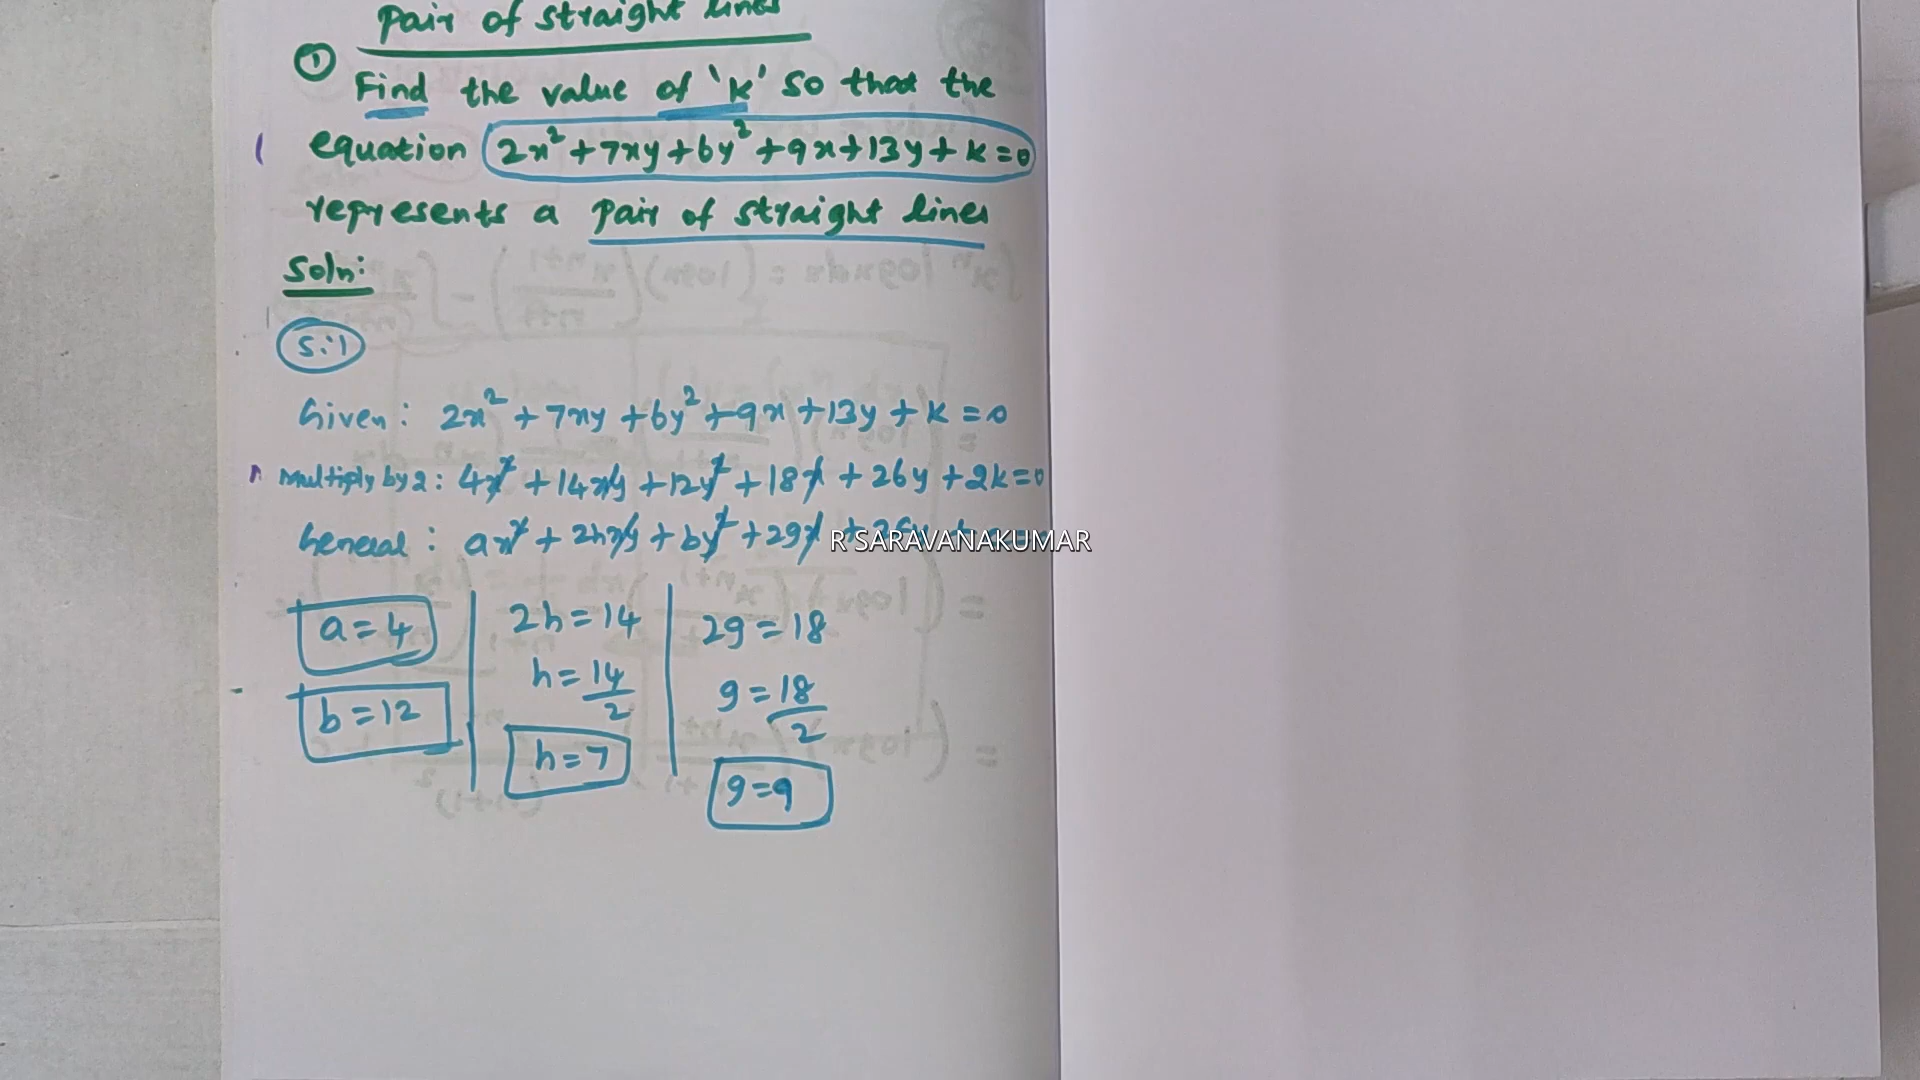 Pair of straight lines
① Find the value of 'k' so that the
equation 2x² + 7xy + 6y² + 9x + 13y + k = 0
represents a pair of straight lines
Soln:
S:1
Given: 2x² + 7xy + 6y² + 9x + 13y + k = 0
Multiply by 2: 4x² + 14xy + 12y² + 18x + 26y + 2k = 0
General: ax² + 2hxy + by² + 2gx +
R SARAVANAKUMAR
a = 4
b = 12
2h = 14
h = 14/2
h = 7
2g = 18
g = 18/2
g = 9